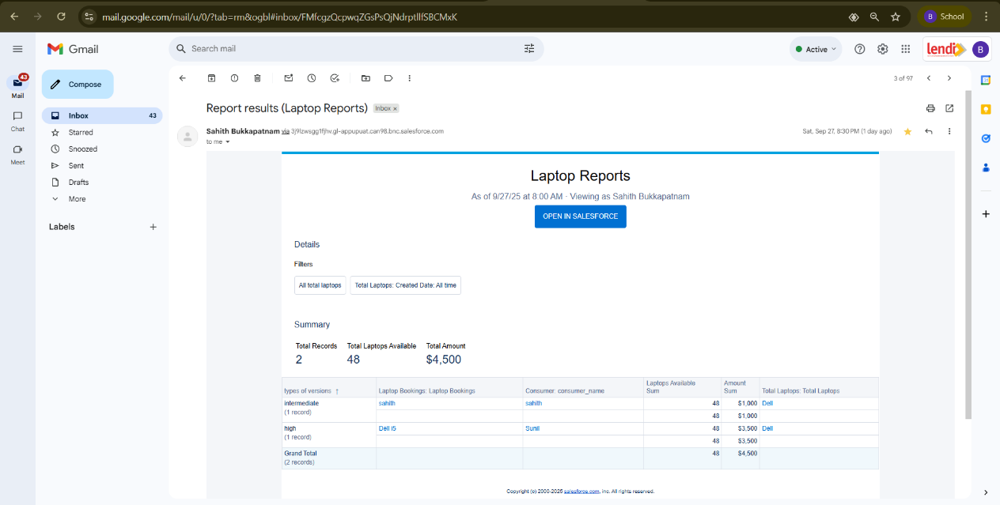 mail.google.com/mail/u/0/?tab=rm&ogbl#inbox/FMfcgzQcpwqZGsPsQjNdrptllfSBCMxK
B School
Gmail
Search mail
Active
lendi
B
43
Mail
Chat
Meet
Compose
Inbox 43
Starred
Snoozed
Sent
Drafts
More
Labels
3 of 97
Report results (Laptop Reports) Inbox x
Sahith Bukkapatnam via 3j9lzwsgg1fjhv.gl-appupuat.can98.bnc.salesforce.com
Sat, Sep 27, 8:30 PM (1 day ago)
to me
Laptop Reports
As of 9/27/25 at 8:00 AM · Viewing as Sahith Bukkapatnam
OPEN IN SALESFORCE
Details
Filters
All total laptops Total Laptops: Created Date: All time
Summary
Total Records Total Laptops Available Total Amount
2 48 $4,500
types of versions ↑ Laptop Bookings: Laptop Bookings Consumer: consumer_name Laptops Available Sum Amount Sum Total Laptops: Total Laptops
intermediate sahith sahith 48 $1,000 Dell
(1 record) 48 $1,000
high Dell i5 Sunil 48 $3,500 Dell
(1 record) 48 $3,500
Grand Total 48 $4,500
(2 records)
Copyright (c) 2000-2025 salesforce.com, inc. All rights reserved.